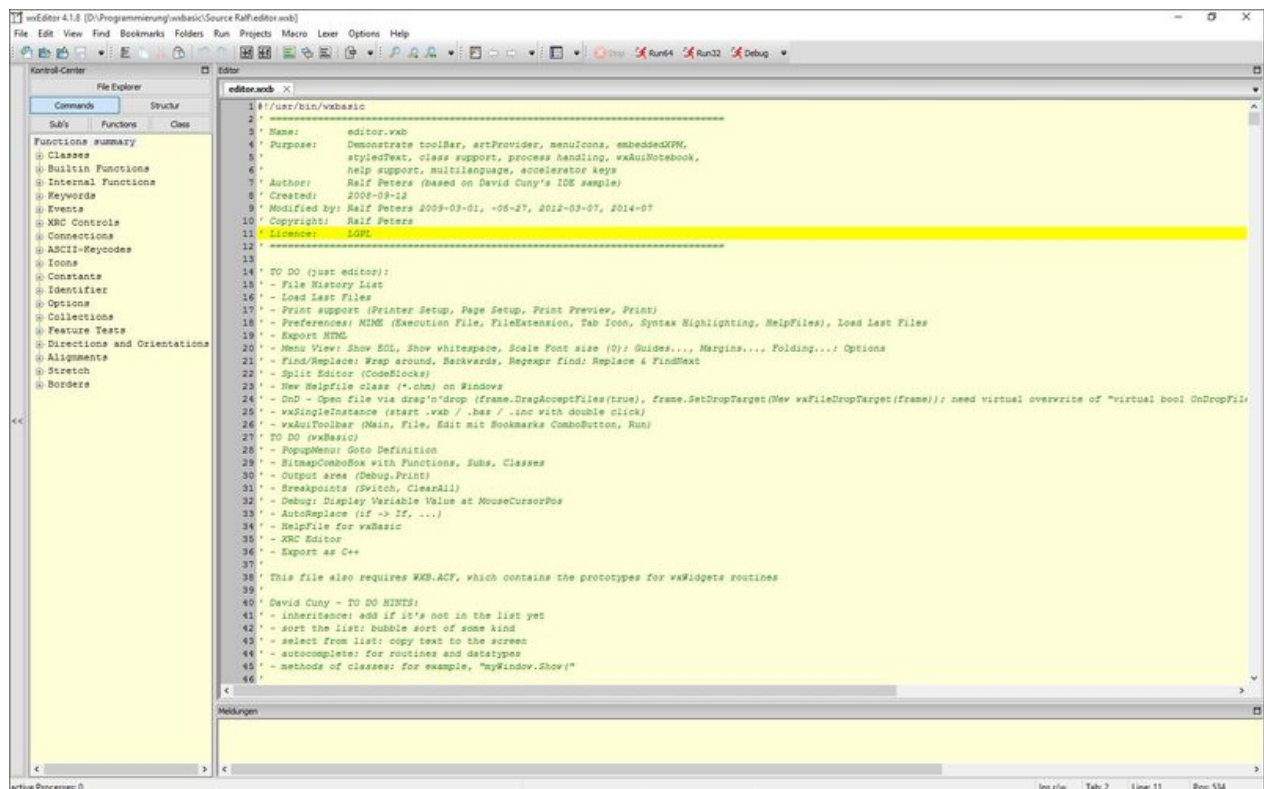 wxEditor 4.1.8 [D:\Programmierung\wxbasic\Source Ralf\editor.wxb]
File Edit View Find Bookmarks Folders Run Projects Macro Lexer Options Help
Stop Run64 Run32 Debug
Kontroll-Center
File Explorer
Commands Structur
Sub's Functions Class
Functions summary
Classes
Builtin Functions
Internal Functions
Keywords
Events
XRC Controls
Connections
ASCII-Keycodes
Icons
Constants
Identifier
Options
Collections
Feature Tests
Directions and Orientations
Alignments
Stretch
Borders
<<
Editor
editor.wxb
1 #!/usr/bin/wxbasic
2 ' ==========================================================================
3 ' Name: editor.wxb
4 ' Purpose: Demonstrate toolBar, artProvider, menuIcons, embeddedXPM,
5 ' styledText, class support, process handling, wxAuiNotebook,
6 ' help support, multilanguage, accelerator keys
7 ' Author: Ralf Peters (based on David Cuny's IDE sample)
8 ' Created: 2008-09-12
9 ' Modified by: Ralf Peters 2009-03-01, -05-27, 2012-03-07, 2014-07
10 ' Copyright: Ralf Peters
11 ' Licence: LGPL
12 ' ==========================================================================
13
14 ' TO DO (just editor):
15 ' - File History List
16 ' - Load Last Files
17 ' - Print support (Printer Setup, Page Setup, Print Preview, Print)
18 ' - Preferences: MIME (Execution File, FileExtension, Tab Icon, Syntax Highlighting, HelpFiles), Load Last Files
19 ' - Export HTML
20 ' - Menu View: Show EOL, Show whitespace, Scale Font size (0); Guides..., Margins..., Folding...; Options
21 ' - Find/Replace: Wrap around, Backwards, Regexpr find; Replace & FindNext
22 ' - Split Editor (CodeBlocks)
23 ' - New Helpfile class (*.chm) on Windows
24 ' - DnD - Open file via drag'n'drop (frame.DragAcceptFiles(true), frame.SetDropTarget(New wxFileDropTarget(frame)); need virtual overwrite of "virtual bool OnDropFile
25 ' - wxSingleInstance (start .wxb / .bas / .inc with double click)
26 ' - wxAuiToolbar (Main, File, Edit mit Bookmarks ComboButton, Run)
27 ' TO DO (wxBasic)
28 ' - PopupMenu: Goto Definition
29 ' - BitmapComboBox with Functions, Subs, Classes
30 ' - Output area (Debug.Print)
31 ' - Breakpoints (Switch, ClearAll)
32 ' - Debug: Display Variable Value at MouseCursorPos
33 ' - AutoReplace (if -> If, ...)
34 ' - HelpFile for wxBasic
35 ' - XRC Editor
36 ' - Export as C++
37 '
38 ' This file also requires WXB.ACF, which contains the prototypes for wxWidgets routines
39 '
40 ' David Cuny - TO DO HINTS:
41 ' - inheritance: add if it's not in the list yet
42 ' - sort the list: bubble sort of some kind
43 ' - select from list: copy text to the screen
44 ' - autocomplete: for routines and datatypes
45 ' - methods of classes: for example, "myWindow.Show("
46 '
Meldungen
active Processes: 0 Ins r/w Tab: 2 Line: 11 Pos: 534